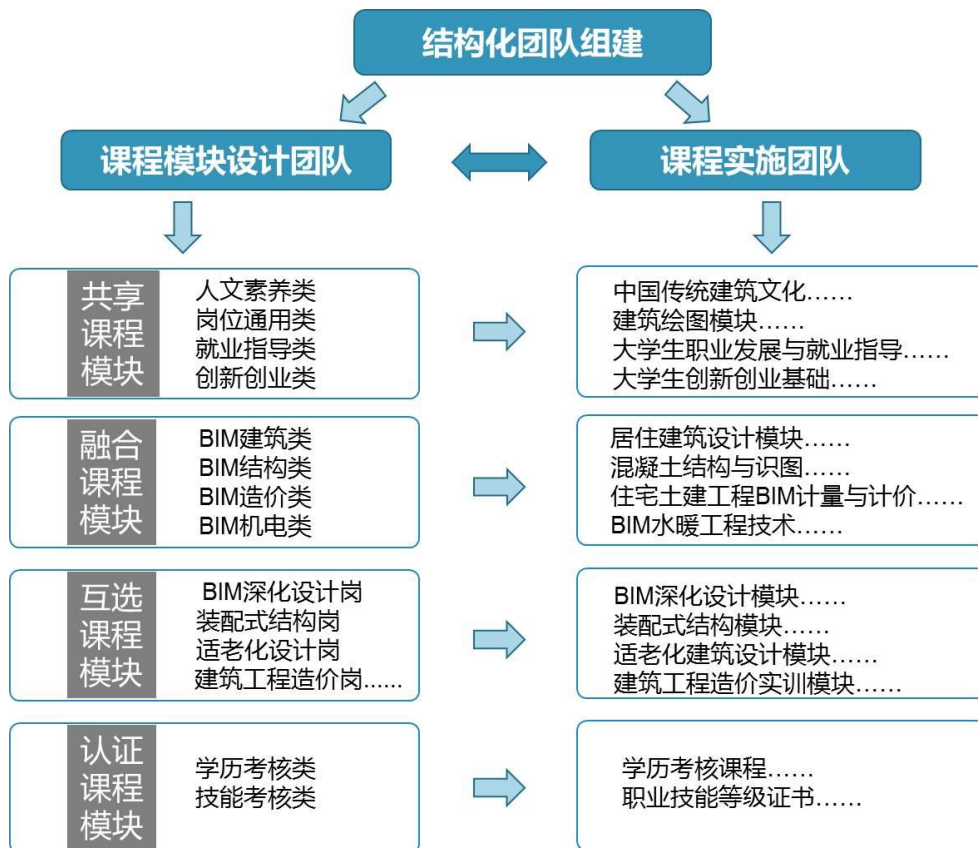 结构化团队组建
课程模块设计团队
课程实施团队
共享
课程
模块
人文素养类
岗位通用类
就业指导类
创新创业类
中国传统建筑文化……
建筑绘图模块……
大学生职业发展与就业指导……
大学生创新创业基础……
融合
课程
模块
BIM建筑类
BIM结构类
BIM造价类
BIM机电类
居住建筑设计模块……
混凝土结构与识图……
住宅土建工程BIM计量与计价……
BIM水暖工程技术……
互选
课程
模块
BIM深化设计岗
装配式结构岗
适老化设计岗
建筑工程造价岗......
BIM深化设计模块……
装配式结构模块……
适老化建筑设计模块……
建筑工程造价实训模块……
认证
课程
模块
学历考核类
技能考核类
学历考核课程……
职业技能等级证书……